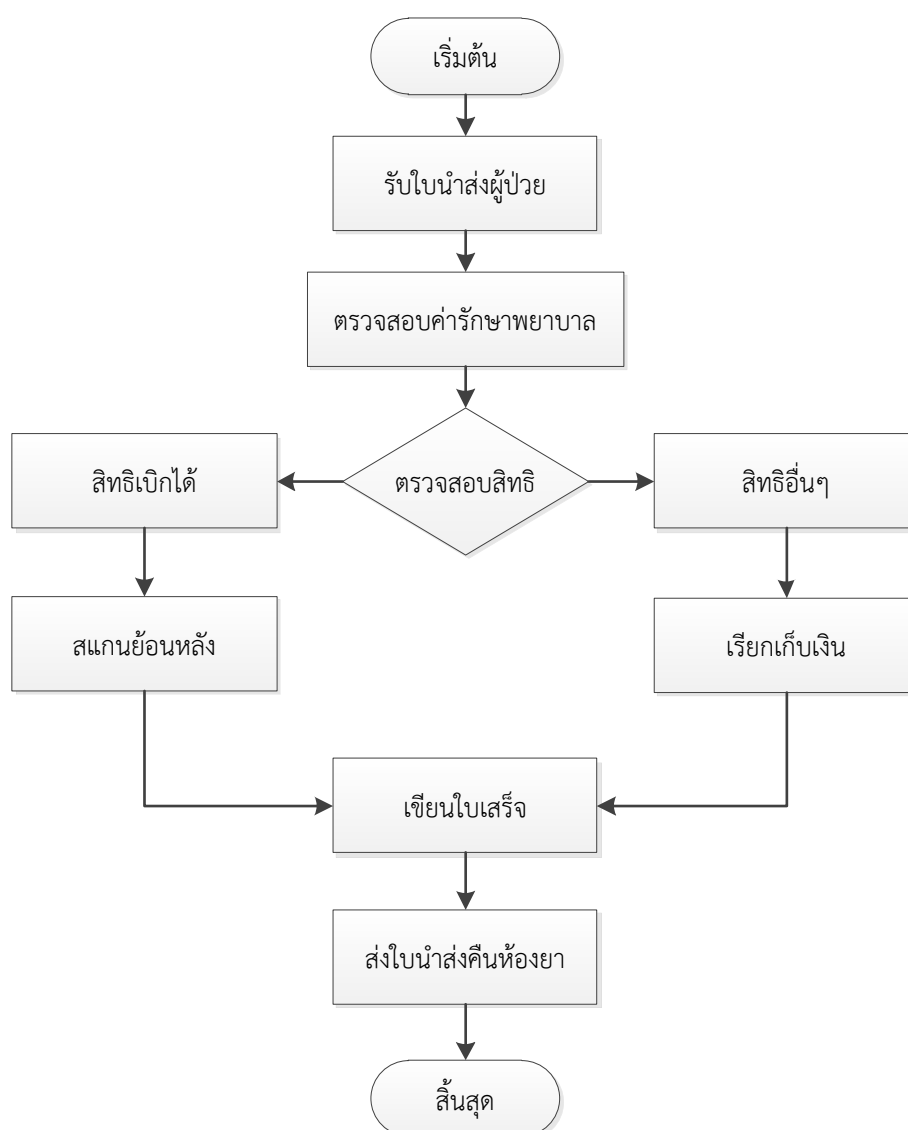 เริ่มต้น
รับใบนำส่งผู้ป่วย
ตรวจสอบค่ารักษาพยาบาล
สิทธิเบิกได้
ตรวจสอบสิทธิ
สิทธิอื่นๆ
สแกนย้อนหลัง
เรียกเก็บเงิน
เขียนใบเสร็จ
ส่งใบนำส่งคืนห้องยา
สิ้นสุด